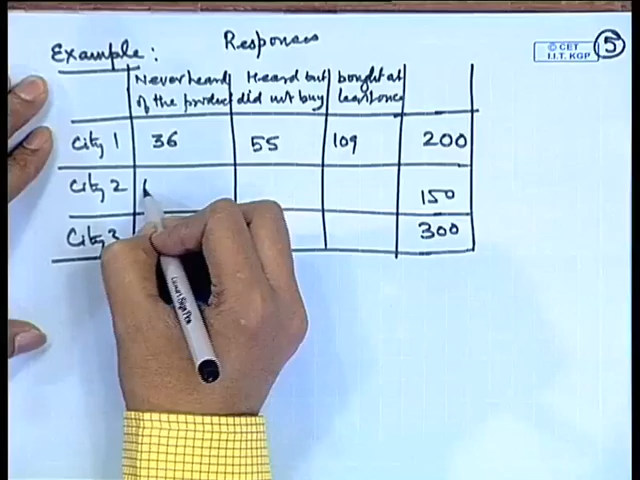 Example: Responses
© CET
I.I.T. KGP
5
Never heard of the product
Heard but did not buy
bought at least once
City 1 36 55 109 200
City 2 150
City 3 300